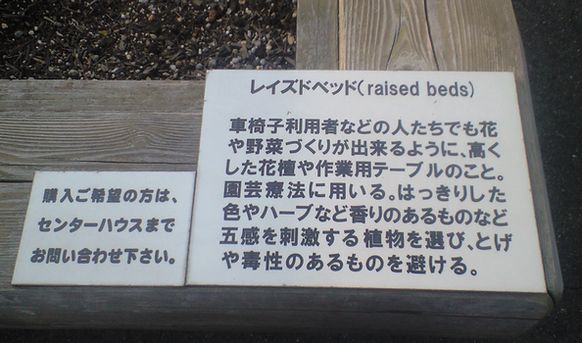 レイズドベッド(raised beds)
車椅子利用者などの人たちでも花
や野菜づくりが出来るように、高く
した花檀や作業用テーブルのこと。
園芸療法に用いる。はっきりした
色やハーブなど香りのあるものなど
五感を刺激する植物を選び、とげ
や毒性のあるものを避ける。
購入ご希望の方は、
センターハウスまで
お問い合わせ下さい。